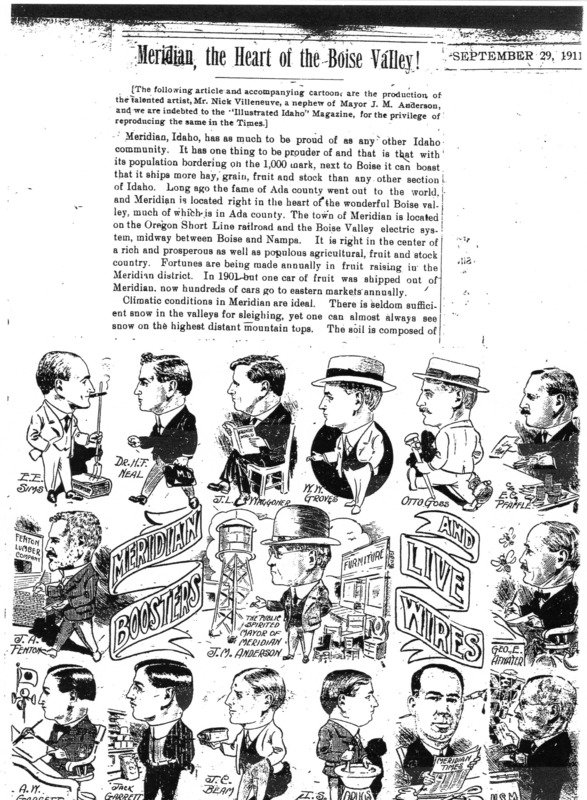 Meridian, the Heart of the Boise Valley!
SEPTEMBER 29, 1911
[The following article and accompanying cartoon are the production of
the talented artist, Mr. Nick Villeneuve, a nephew of Mayor J. M. Anderson,
and we are indebted to the "Illustrated Idaho" Magazine, for the privilege of
reproducing the same in the Times.]
Meridian, Idaho, has as much to be proud of as any other Idaho
community. It has one thing to be prouder of and that is that with
its population bordering on the 1,000 mark, next to Boise it can boast
that it ships more hay, grain, fruit and stock than any other section
of Idaho. Long ago the fame of Ada county went out to the world,
and Meridian is located right in the heart of the wonderful Boise val-
ley, much of which is in Ada county. The town of Meridian is located
on the Oregon Short Line railroad and the Boise Valley electric sys-
tem, midway between Boise and Nampa. It is right in the center of
a rich and prosperous as well as populous agricultural, fruit and stock
country. Fortunes are being made annually in fruit raising in the
Meridian district. In 1901 but one car of fruit was shipped out of
Meridian, now hundreds of cars go to eastern markets annually.
Climatic conditions in Meridian are ideal. There is seldom suffici-
ent snow in the valleys for sleighing, yet one can almost always see
snow on the highest distant mountain tops. The soil is composed of
E.E.
SIMS
DR. H.F.
NEAL
J.L. WAGGONER
W.W.
GROVES
OTTO GOBS
E.G.
PFAFFLE
FENTON
LUMBER
COMPANY
J.A.
FENTON
MERIDIAN
BOOSTERS
THE PUBLIC
SPIRITED
MAYOR OF
MERIDIAN
J.M. ANDERSON
FURNITURE
AND
LIVE
WIRES
GEO. E.
ATWATER
A.W.
JACK
GARRETT
J.C.
BEAM
DRUGS
MERIDIAN
TIMES